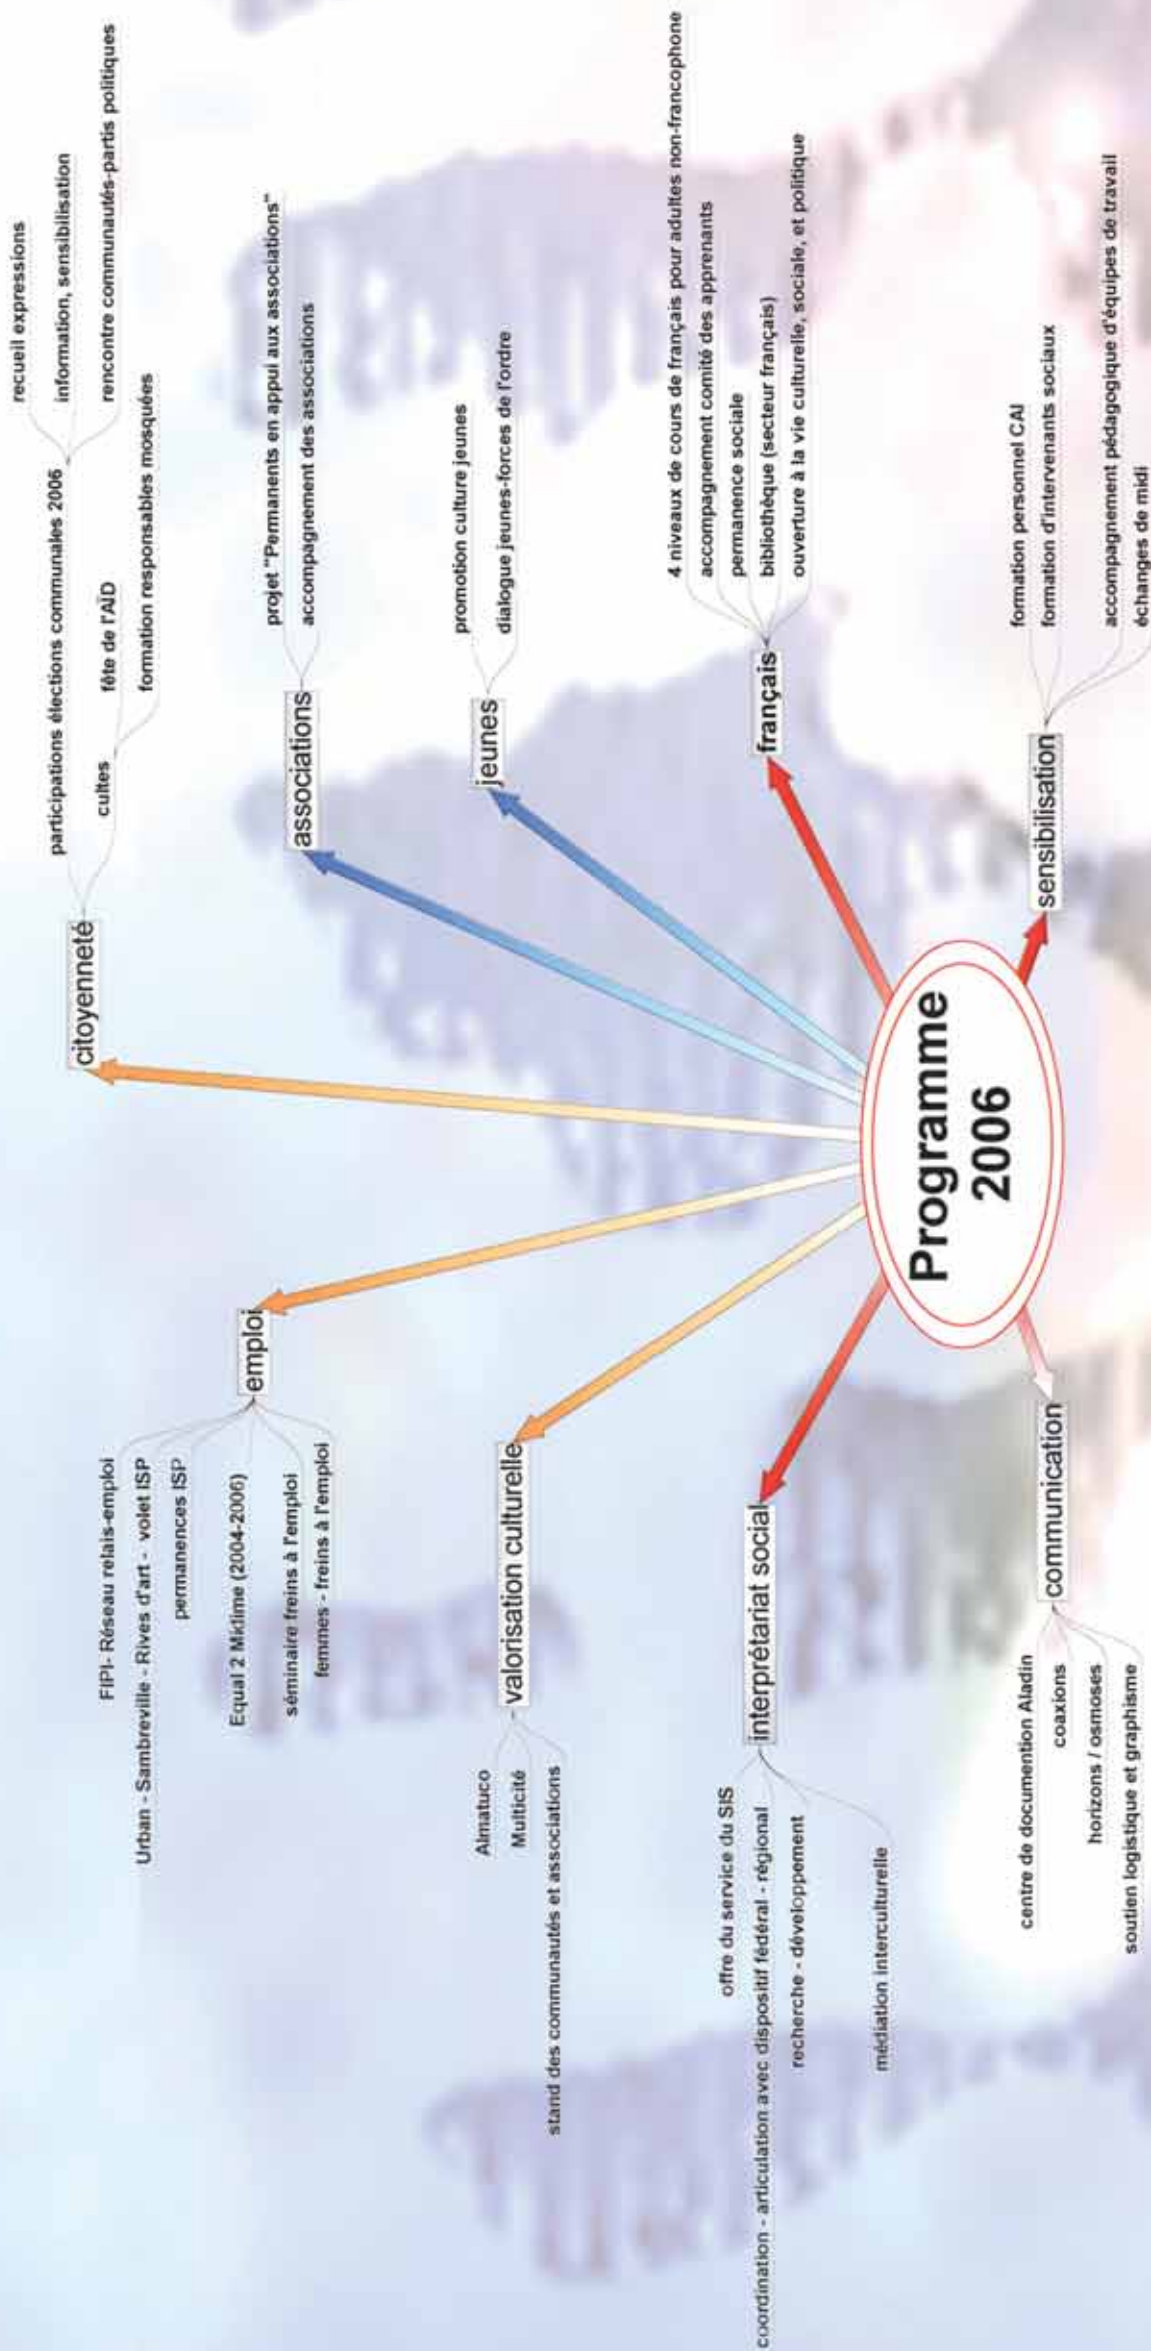 Programme
2006
communication
centre de documention Aladin
coaxions
horizons / osmoses
soutien logistique et graphisme
interprétariat social
offre du service du SIS
coordination - articulation avec dispositif fédéral - régional
recherche - développement
médiation interculturelle
valorisation culturelle
Almatuco
Multicité
stand des communautés et associations
emploi
FIPI- Réseau relais-emploi
Urban - Sambreville - Rives d'art - volet ISP
permanences ISP
Equal 2 Midime (2004-2006)
séminaire freins à l'emploi
femmes - freins à l'emploi
citoyenneté
participations élections communales 2006
recueil expressions
information, sensibilisation
rencontre communautés-partis politiques
cultes
fête de l'AÏD
formation responsables mosquées
associations
projet "Permanents en appui aux associations"
accompagnement des associations
jeunes
promotion culture jeunes
dialogue jeunes-forces de l'ordre
français
4 niveaux de cours de français pour adultes non-francophone
accompagnement comité des apprenants
permanence sociale
bibliothèque (secteur français)
ouverture à la vie culturelle, sociale, et politique
sensibilisation
formation personnel CAI
formation d'intervenants sociaux
accompagnement pédagogique d'équipes de travail
échanges de midi